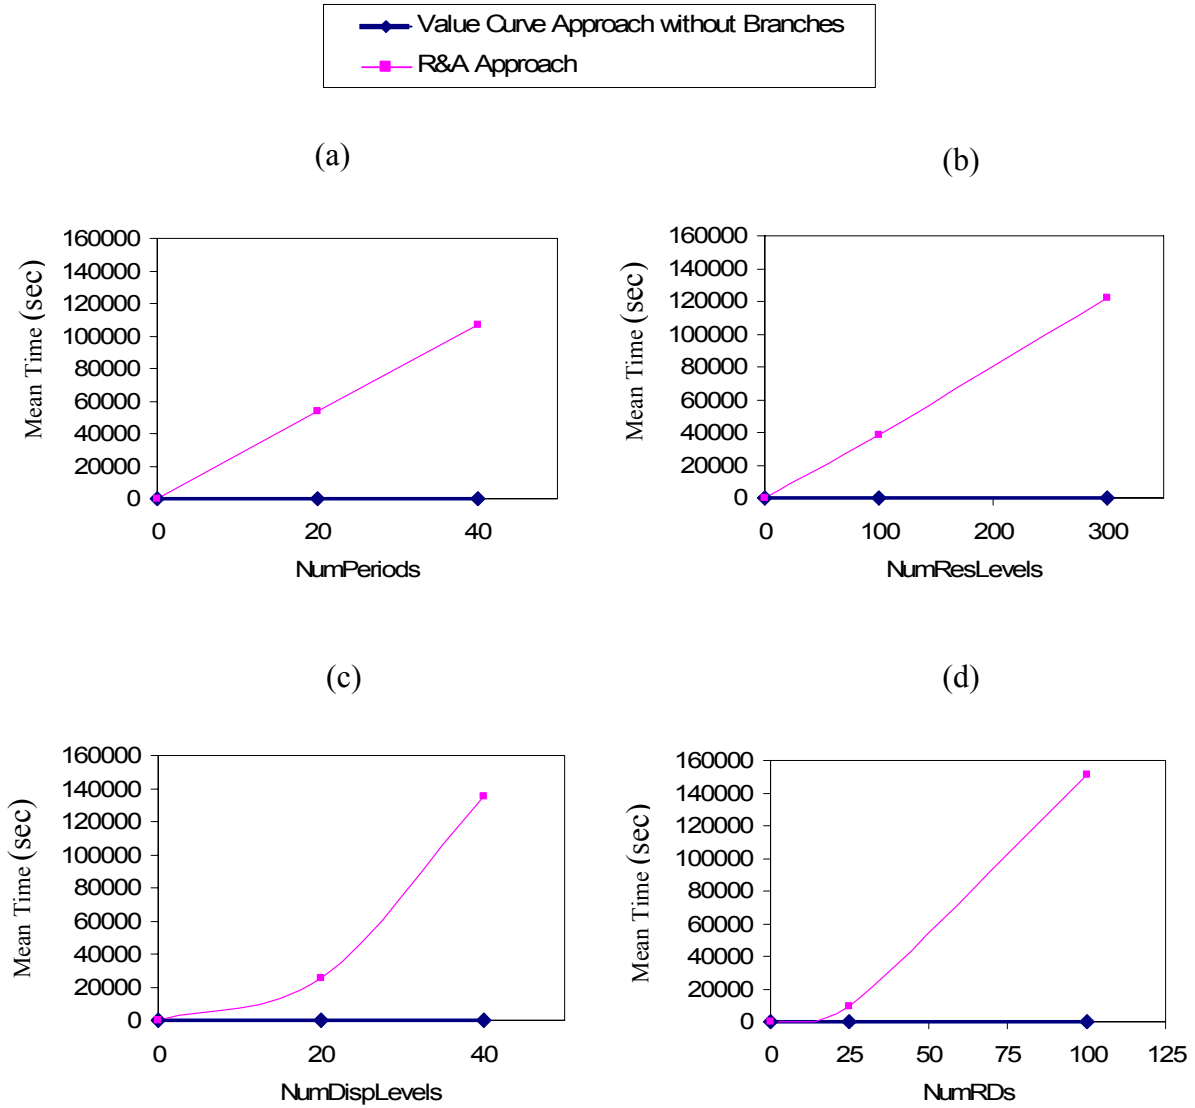 Value Curve Approach without Branches
R&A Approach
(a)
160000
140000
120000
100000
80000
60000
40000
20000
0
Mean Time (sec)
0 20 40
NumPeriods
(b)
160000
140000
120000
100000
80000
60000
40000
20000
0
Mean Time (sec)
0 100 200 300
NumResLevels
(c)
160000
140000
120000
100000
80000
60000
40000
20000
0
Mean Time (sec)
0 20 40
NumDispLevels
(d)
160000
140000
120000
100000
80000
60000
40000
20000
0
Mean Time (sec)
0 25 50 75 100 125
NumRDs